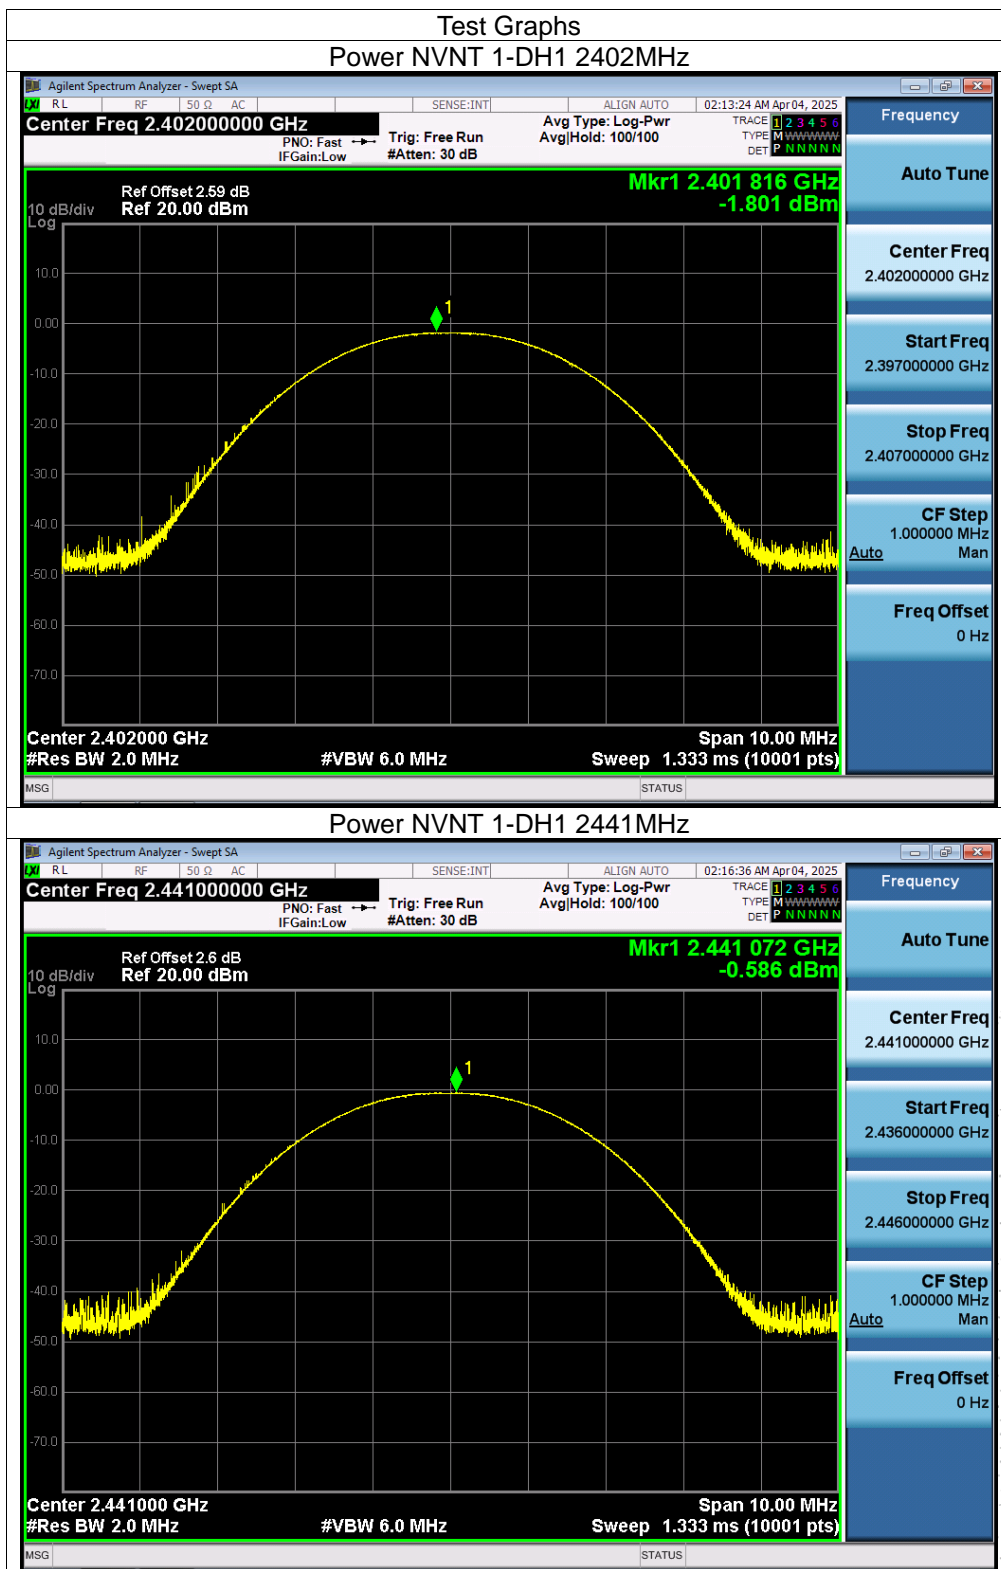 Test Graphs
Power NVNT 1-DH1 2402MHz
Agilent Spectrum Analyzer - Swept SA
LXI RL RF 50 Ω AC SENSE:INT ALIGN AUTO 02:13:24 AM Apr 04, 2025
Center Freq 2.402000000 GHz
PNO: Fast
IFGain:Low
Trig: Free Run
#Atten: 30 dB
Avg Type: Log-Pwr
Avg|Hold: 100/100
TRACE 1 2 3 4 5 6
TYPE M WWWWW
DET P N N N N N
Frequency
Auto Tune
Center Freq
2.402000000 GHz
Start Freq
2.397000000 GHz
Stop Freq
2.407000000 GHz
CF Step
1.000000 MHz
Auto Man
Freq Offset
0 Hz
Mkr1 2.401 816 GHz
-1.801 dBm
Ref Offset 2.59 dB
10 dB/div Ref 20.00 dBm
Log
1
10.0
0.00
-10.0
-20.0
-30.0
-40.0
-50.0
-60.0
-70.0
Center 2.402000 GHz Span 10.00 MHz
#Res BW 2.0 MHz #VBW 6.0 MHz Sweep 1.333 ms (10001 pts)
MSG STATUS
Power NVNT 1-DH1 2441MHz
Agilent Spectrum Analyzer - Swept SA
LXI RL RF 50 Ω AC SENSE:INT ALIGN AUTO 02:16:36 AM Apr 04, 2025
Center Freq 2.441000000 GHz
PNO: Fast
IFGain:Low
Trig: Free Run
#Atten: 30 dB
Avg Type: Log-Pwr
Avg|Hold: 100/100
TRACE 1 2 3 4 5 6
TYPE M WWWWW
DET P N N N N N
Frequency
Auto Tune
Center Freq
2.441000000 GHz
Start Freq
2.436000000 GHz
Stop Freq
2.446000000 GHz
CF Step
1.000000 MHz
Auto Man
Freq Offset
0 Hz
Mkr1 2.441 072 GHz
-0.586 dBm
Ref Offset 2.6 dB
10 dB/div Ref 20.00 dBm
Log
1
10.0
0.00
-10.0
-20.0
-30.0
-40.0
-50.0
-60.0
-70.0
Center 2.441000 GHz Span 10.00 MHz
#Res BW 2.0 MHz #VBW 6.0 MHz Sweep 1.333 ms (10001 pts)
MSG STATUS